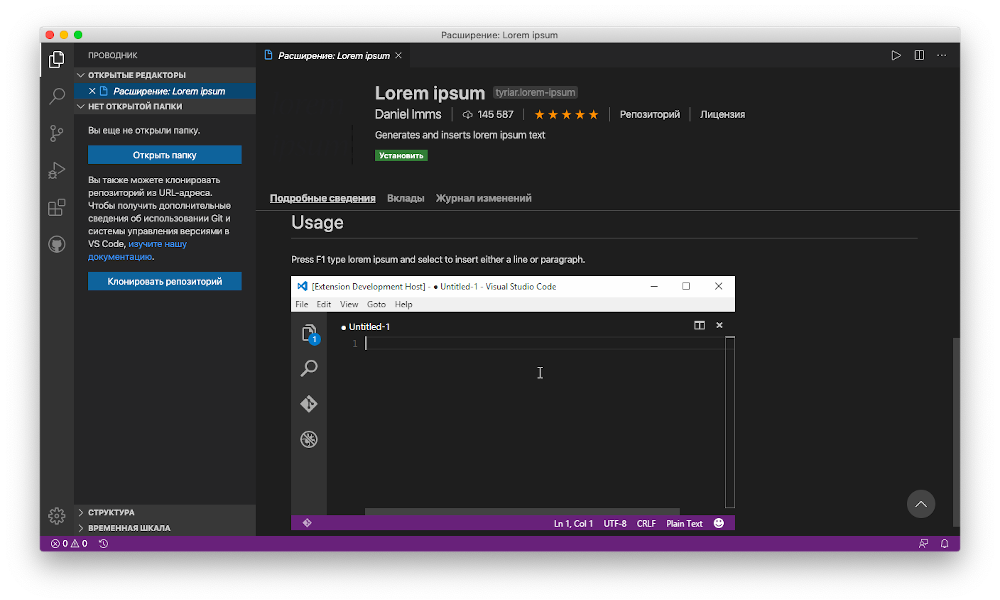 Расширение: Lorem ipsum
ПРОВОДНИК
ОТКРЫТЫЕ РЕДАКТОРЫ
Расширение: Lorem ipsum
НЕТ ОТКРЫТОЙ ПАПКИ
Вы еще не открыли папку.
Открыть папку
Вы также можете клонировать
репозиторий из URL-адреса.
Чтобы получить дополнительные
сведения об использовании Git и
системы управления версиями в
VS Code, изучите нашу
документацию.
Клонировать репозиторий
СТРУКТУРА
ВРЕМЕННАЯ ШКАЛА
Расширение: Lorem ipsum
Lorem ipsum tyriar.lorem-ipsum
Daniel Imms 145 587 Репозиторий Лицензия
Generates and inserts lorem ipsum text
Установить
Подробные сведения Вклады Журнал изменений
Usage
Press F1 type lorem ipsum and select to insert either a line or paragraph.
[Extension Development Host] - ● Untitled-1 - Visual Studio Code
File Edit View Goto Help
1
● Untitled-1
1
Ln 1, Col 1 UTF-8 CRLF Plain Text
0 0